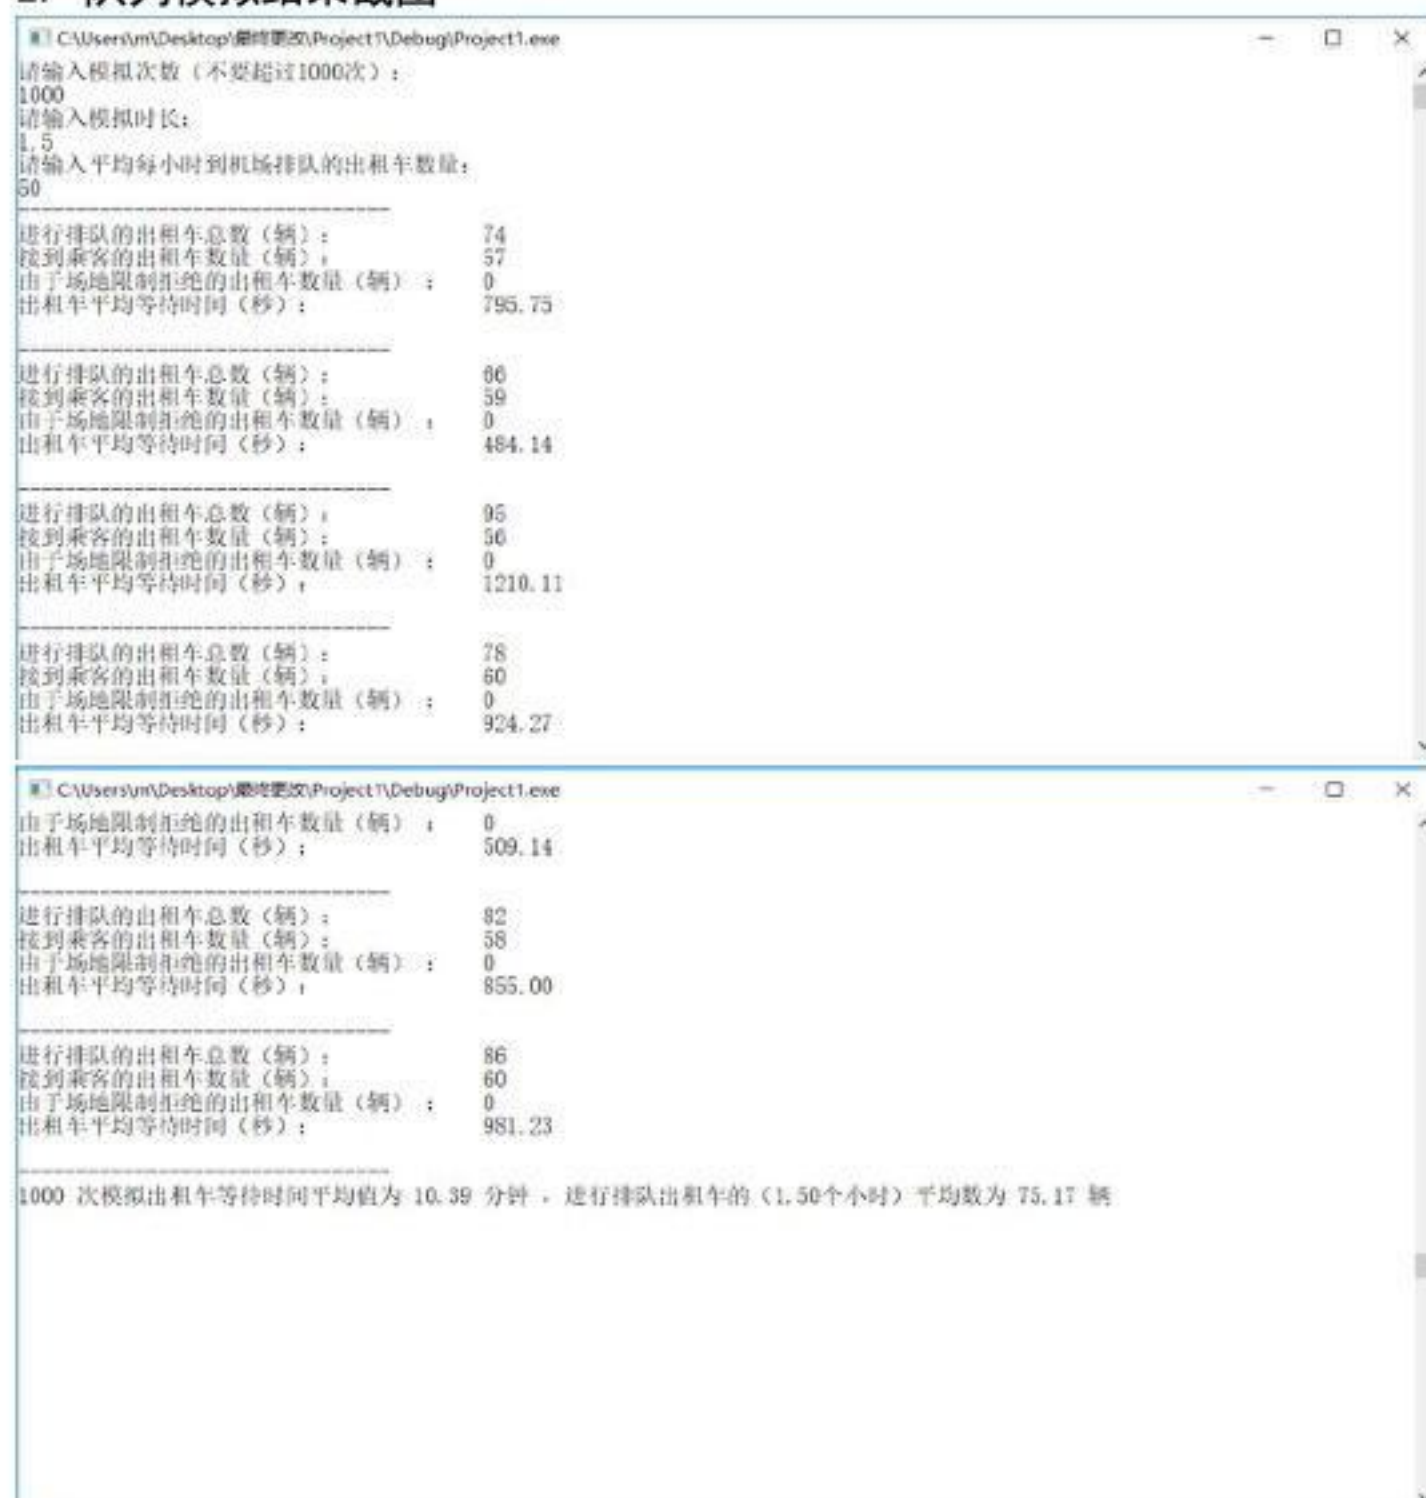 2. 队列模拟结果截图
C:\Users\m\Desktop\最终更改\Project1\Debug\Project1.exe
请输入模拟次数（不要超过1000次）：
1000
请输入模拟时长：
1.5
请输入平均每小时到机场排队的出租车数量：
50
--------------------------------
进行排队的出租车总数（辆）： 74
接到乘客的出租车数量（辆）： 57
由于场地限制拒绝的出租车数量（辆） ： 0
出租车平均等待时间（秒）： 795.75
--------------------------------
进行排队的出租车总数（辆）： 66
接到乘客的出租车数量（辆）： 59
由于场地限制拒绝的出租车数量（辆） ： 0
出租车平均等待时间（秒）： 484.14
--------------------------------
进行排队的出租车总数（辆）： 95
接到乘客的出租车数量（辆）： 56
由于场地限制拒绝的出租车数量（辆） ： 0
出租车平均等待时间（秒）： 1210.11
--------------------------------
进行排队的出租车总数（辆）： 78
接到乘客的出租车数量（辆）： 60
由于场地限制拒绝的出租车数量（辆） ： 0
出租车平均等待时间（秒）： 924.27
C:\Users\m\Desktop\最终更改\Project1\Debug\Project1.exe
由于场地限制拒绝的出租车数量（辆） ： 0
出租车平均等待时间（秒）： 509.14
--------------------------------
进行排队的出租车总数（辆）： 82
接到乘客的出租车数量（辆）： 58
由于场地限制拒绝的出租车数量（辆） ： 0
出租车平均等待时间（秒）： 855.00
--------------------------------
进行排队的出租车总数（辆）： 86
接到乘客的出租车数量（辆）： 60
由于场地限制拒绝的出租车数量（辆） ： 0
出租车平均等待时间（秒）： 981.23
--------------------------------
1000 次模拟出租车等待时间平均值为 10.39 分钟 ，进行排队出租车的（1.50个小时）平均数为 75.17 辆